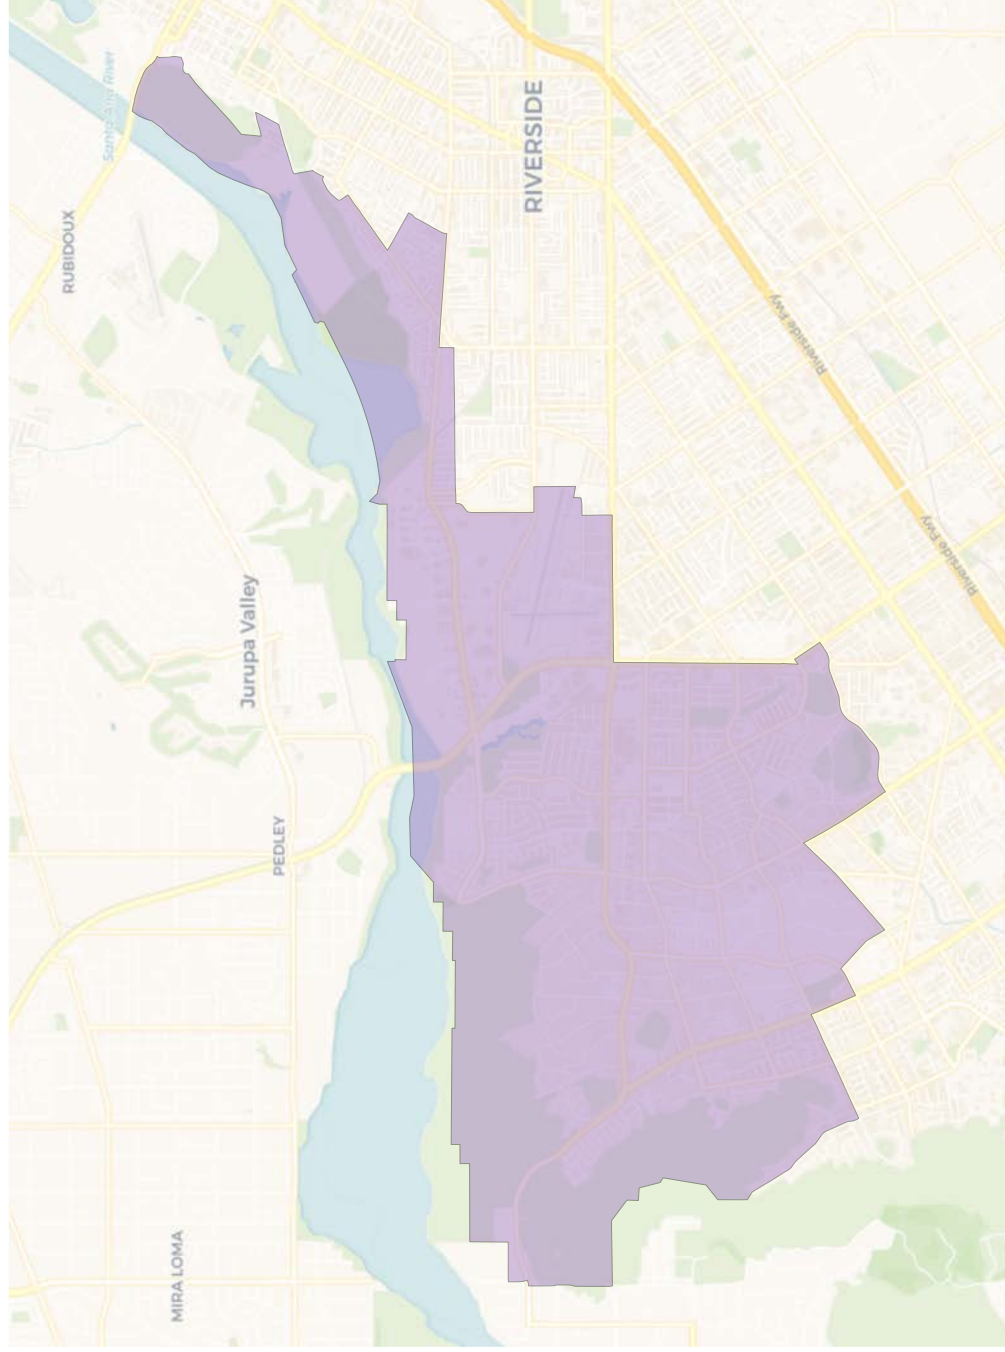 Santa Ana River
RIVERSIDE
RUBIDOUX
Riverside Fwy
Riverside Fwy
Jurupa Valley
PEDLEY
MIRA LOMA